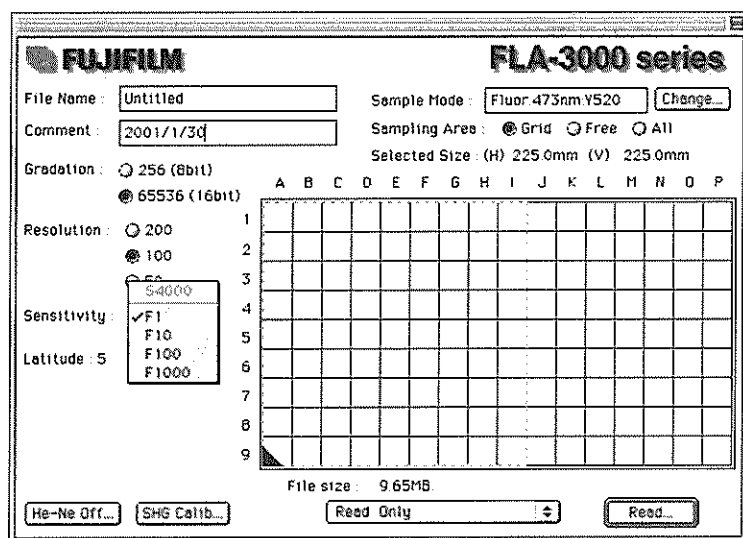 FUJIFILM
FLA-3000 series
File Name : Untitled
Sample Mode : Fluor.473nm:Y520 Change...
Comment : 2001/1/30
Sampling Area : Grid Free All
Selected Size : (H) 225.0mm (V) 225.0mm
Gradation : 256 (8bit)
65536 (16bit)
A B C D E F G H I J K L M N O P
Resolution : 200
100
50
S4000
Sensitivity : ✓F1
F10
F100
F1000
Latitude : 5
1
2
3
4
5
6
7
8
9
File size : 9.65MB.
He-Ne Off... SHG Calib... Read Only Read...